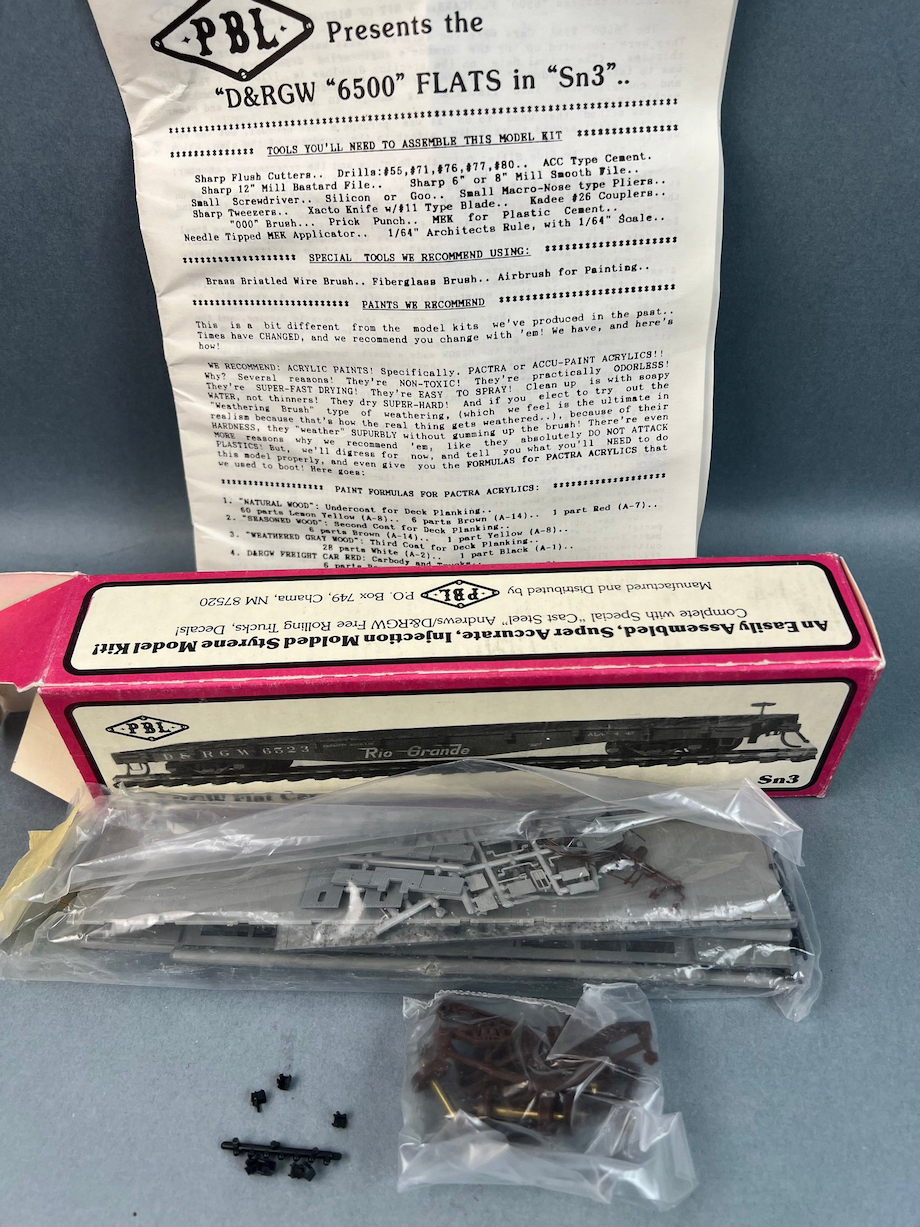 PBL Presents the
"D&RGW "6500" FLATS in "Sn3"..
TOOLS YOU'LL NEED TO ASSEMBLE THIS MODEL KIT
Sharp Flush Cutters.. Drills:#55,#71,#76,#77,#80.. ACC Type Cement.
Sharp 12" Mill Bastard File.. Sharp 6" or 8" Mill Smooth File..
Small Screwdriver.. Silicon or Goo.. Small Macro-Nose type Pliers..
Sharp Tweezers.. Xacto Knife w/#11 Type Blade.. Kadee #26 Couplers..
"000" Brush... Prick Punch.. MEK for Plastic Cement..
Needle Tipped MEK Applicator.. 1/64" Architects Rule, with 1/64" Scale..
SPECIAL TOOLS WE RECOMMEND USING:
Brass Bristled Wire Brush.. Fiberglass Brush.. Airbrush for Painting..
PAINTS WE RECOMMEND
This is a bit different from the model kits we've produced in the past..
Times have CHANGED, and we recommend you change with 'em! We have, and here's
how!
WE RECOMMEND: ACRYLIC PAINTS! Specifically, PACTRA or ACCU-PAINT ACRYLICS!!
Why? Several reasons! They're NON-TOXIC! They're practically ODORLESS!
They're SUPER-FAST DRYING! They're EASY TO SPRAY! Clean up is with soapy
WATER, not thinners! They dry SUPER-HARD! And if you elect to try out the
"Weathering Brush" type of weathering, (which we feel is the ultimate in
realism because that's how the real thing gets weathered..), because of their
HARDNESS, they "weather" SUPURBLY without gumming up the brush! There're even
MORE reasons why we recommend 'em, like they absolutely DO NOT ATTACK
PLASTICS! But, we'll digress for now, and tell you what you'll NEED to do
this model properly, and even give you the FORMULAS for PACTRA ACRYLICS that
we used to boot! Here goes:
PAINT FORMULAS FOR PACTRA ACRYLICS:
1. "NATURAL WOOD": Undercoat for Deck Planking..
60 parts Lemon Yellow (A-8).. 6 parts Brown (A-14).. 1 part Red (A-7)..
2. "SEASONED WOOD": Second Coat for Deck Planking..
6 parts Brown (A-14).. 1 part Yellow (A-8)..
3. "WEATHERED GRAY WOOD": Third Coat for Deck Planking..
28 parts White (A-2).. 1 part Black (A-1)..
4. D&RGW FREIGHT CAR RED: Carbody and Trucks..
6 parts
An Easily Assembled, Super Accurate, Injection Molded Styrene Model Kit!
Complete with Special "Cast Steel" Andrews/D&RGW Free Rolling Trucks, Decals!
Manufactured and Distributed by PBL P.O. Box 749, Chama, NM 87520
PBL
D&RGW 6523
Rio Grande
Sn3
Flat